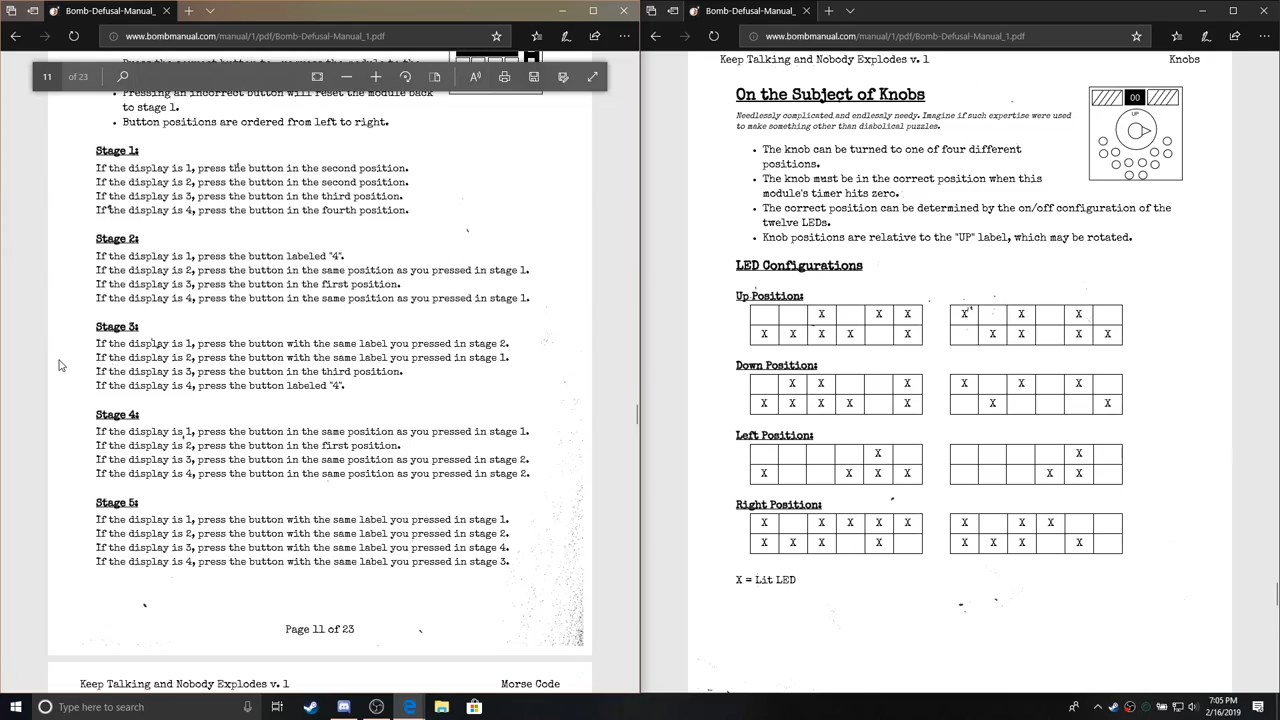 Bomb-Defusal-Manual_1.p
www.bombmanual.com/manual/1/pdf/Bomb-Defusal-Manual_1.pdf
11 of 23
Pressing an incorrect button will reset the module back
to stage 1.
Button positions are ordered from left to right.
Stage 1:
If the display is 1, press the button in the second position.
If the display is 2, press the button in the second position.
If the display is 3, press the button in the third position.
If the display is 4, press the button in the fourth position.
Stage 2:
If the display is 1, press the button labeled "4".
If the display is 2, press the button in the same position as you pressed in stage 1.
If the display is 3, press the button in the first position.
If the display is 4, press the button in the same position as you pressed in stage 1.
Stage 3:
If the display is 1, press the button with the same label you pressed in stage 2.
If the display is 2, press the button with the same label you pressed in stage 1.
If the display is 3, press the button in the third position.
If the display is 4, press the button labeled "4".
Stage 4:
If the display is 1, press the button in the same position as you pressed in stage 1.
If the display is 2, press the button in the first position.
If the display is 3, press the button in the same position as you pressed in stage 2.
If the display is 4, press the button in the same position as you pressed in stage 2.
Stage 5:
If the display is 1, press the button with the same label you pressed in stage 1.
If the display is 2, press the button with the same label you pressed in stage 2.
If the display is 3, press the button with the same label you pressed in stage 4.
If the display is 4, press the button with the same label you pressed in stage 3.
Page 11 of 23
Keep Talking and Nobody Explodes v. 1 Morse Code
Bomb-Defusal-Manual_1.p
www.bombmanual.com/manual/1/pdf/Bomb-Defusal-Manual_1.pdf
Keep Talking and Nobody Explodes v. 1 Knobs
On the Subject of Knobs
Needlessly complicated and endlessly needy. Imagine if such expertise were used
to make something other than diabolical puzzles.
00
UP
The knob can be turned to one of four different
positions.
The knob must be in the correct position when this
module's timer hits zero.
The correct position can be determined by the on/off configuration of the
twelve LEDs.
Knob positions are relative to the "UP" label, which may be rotated.
LED Configurations
Up Position:
X X X X X X
X X X X X X X X X
Down Position:
X X X X X X
X X X X X X X
Left Position:
X X
X X X X X X
Right Position:
X X X X X X X X
X X X X X X X X
X = Lit LED
Type here to search
7:05 PM
2/16/2019